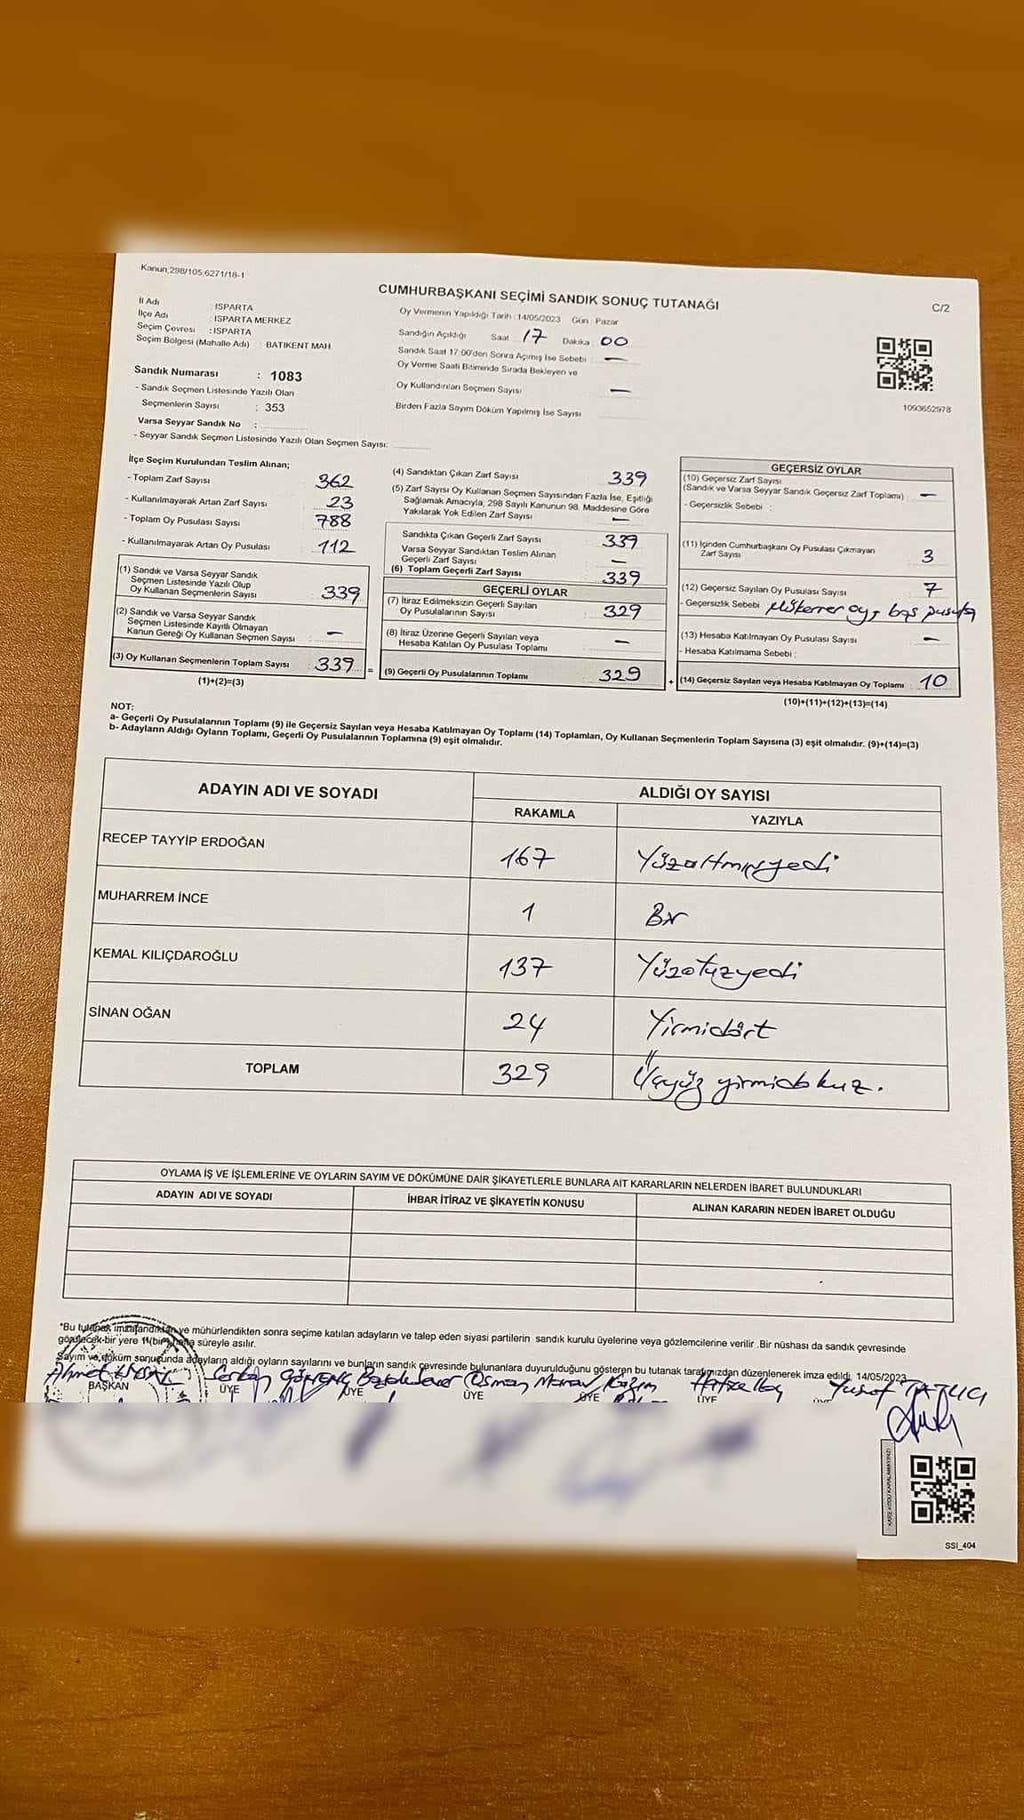 Kanun;298/105;6271/18-1
CUMHURBAŞKANI SEÇİMİ SANDIK SONUÇ TUTANAĞI
C/2
İl Adı ISPARTA
İlçe Adı : ISPARTA MERKEZ
Seçim Çevresi : ISPARTA
Seçim Bölgesi (Mahalle Adı) : BATIKENT MAH.
Sandık Numarası : 1083
- Sandık Seçmen Listesinde Yazılı Olan
Seçmenlerin Sayısı : 353
Varsa Seyyar Sandık No :
- Seyyar Sandık Seçmen Listesinde Yazılı Olan Seçmen Sayısı:
Oy Vermenin Yapıldığı Tarih :14/05/2023 Gün : Pazar
Sandığın Açıldığı Saat 17 Dakika 00
Sandık Saat 17:00'den Sonra Açımış İse Sebebi : —
Oy Verme Saati Bitiminde Sırada Bekleyen ve
Oy Kullandırılan Seçmen Sayısı —
Birden Fazla Sayım Döküm Yapılmış İse Sayısı
1093652978
İlçe Seçim Kurulundan Teslim Alınan;
- Toplam Zarf Sayısı 362
- Kullanılmayarak Artan Zarf Sayısı 23
- Toplam Oy Pusulası Sayısı 788
- Kullanılmayarak Artan Oy Pusulası 112
(1) Sandık ve Varsa Seyyar Sandık
Seçmen Listesinde Yazılı Olup
Oy Kullanan Seçmenlerin Sayısı 339
(2) Sandık ve Varsa Seyyar Sandık
Seçmen Listesinde Kayıtlı Olmayan
Kanun Gereği Oy Kullanan Seçmen Sayısı : —
(3) Oy Kullanan Seçmenlerin Toplam Sayısı 339
(1)+(2)=(3)
(4) Sandıktan Çıkan Zarf Sayısı 339
(5) Zarf Sayısı Oy Kullanan Seçmen Sayısından Fazla İse, Eşitliği
Sağlamak Amacıyla, 298 Sayılı Kanunun 98. Maddesine Göre
Yakılarak Yok Edilen Zarf Sayısı —
Sandıkta Çıkan Geçerli Zarf Sayısı 339
Varsa Seyyar Sandıktan Teslim Alınan
Geçerli Zarf Sayısı —
(6) Toplam Geçerli Zarf Sayısı 339
GEÇERLİ OYLAR
(7) İtiraz Edilmeksizin Geçerli Sayılan
Oy Pusulalarının Sayısı 329
(8) İtiraz Üzerine Geçerli Sayılan veya
Hesaba Katılan Oy Pusulası Toplamı —
= (9) Geçerli Oy Pusulalarının Toplamı 329
GEÇERSİZ OYLAR
(10) Geçersiz Zarf Sayısı
(Sandık ve Varsa Seyyar Sandık Geçersiz Zarf Toplamı) —
- Geçersizlik Sebebi :
(11) İçinden Cumhurbaşkanı Oy Pusulası Çıkmayan
Zarf Sayısı 3
(12) Geçersiz Sayılan Oy Pusulası Sayısı 7
- Geçersizlik Sebebi Mükerrer oy, boş pusula
(13) Hesaba Katılmayan Oy Pusulası Sayısı —
- Hesaba Katılmama Sebebi :
+ (14) Geçersiz Sayılan veya Hesaba Katılmayan Oy Toplamı 10
(10)+(11)+(12)+(13)=(14)
NOT:
a- Geçerli Oy Pusulalarının Toplamı (9) ile Geçersiz Sayılan veya Hesaba Katılmayan Oy Toplamı (14) Toplamları, Oy Kullanan Seçmenlerin Toplam Sayısına (3) eşit olmalıdır. (9)+(14)=(3)
b- Adayların Aldığı Oyların Toplamı, Geçerli Oy Pusulalarının Toplamına (9) eşit olmalıdır.
ADAYIN ADI VE SOYADI
ALDIĞI OY SAYISI
RAKAMLA YAZIYLA
RECEP TAYYİP ERDOĞAN 167 Yüzaltmışyedi
MUHARREM İNCE 1 Bir
KEMAL KILIÇDAROĞLU 137 Yüzotuzyedi
SİNAN OĞAN 24 Yirmidört
TOPLAM 329 Üçyüz yirmidokuz.
OYLAMA İŞ VE İŞLEMLERİNE VE OYLARIN SAYIM VE DÖKÜMÜNE DAİR ŞİKAYETLERLE BUNLARA AİT KARARLARIN NELERDEN İBARET BULUNDUKLARI
ADAYIN ADI VE SOYADI İHBAR İTİRAZ VE ŞİKAYETİN KONUSU ALINAN KARARIN NEDEN İBARET OLDUĞU
*Bu tutanak imzalandıktan ve mühürlendikten sonra seçime katılan adayların ve talep eden siyasi partilerin sandık kurulu üyelerine veya gözlemcilerine verilir .Bir nüshası da sandık çevresinde
görülecek bir yere 1 (bir) hafta süreyle asılır.
Sayım ve döküm sonucunda adayların aldığı oyların sayılarını ve bunların sandık çevresinde bulunanlara duyurulduğunu gösteren bu tutanak tarafımızdan düzenlenerek imza edildi. 14/05/2023
Ahmet Serkan Osman Kazım Yusuf
BAŞKAN ÜYE ÜYE ÜYE ÜYE ÜYE
SSI_404